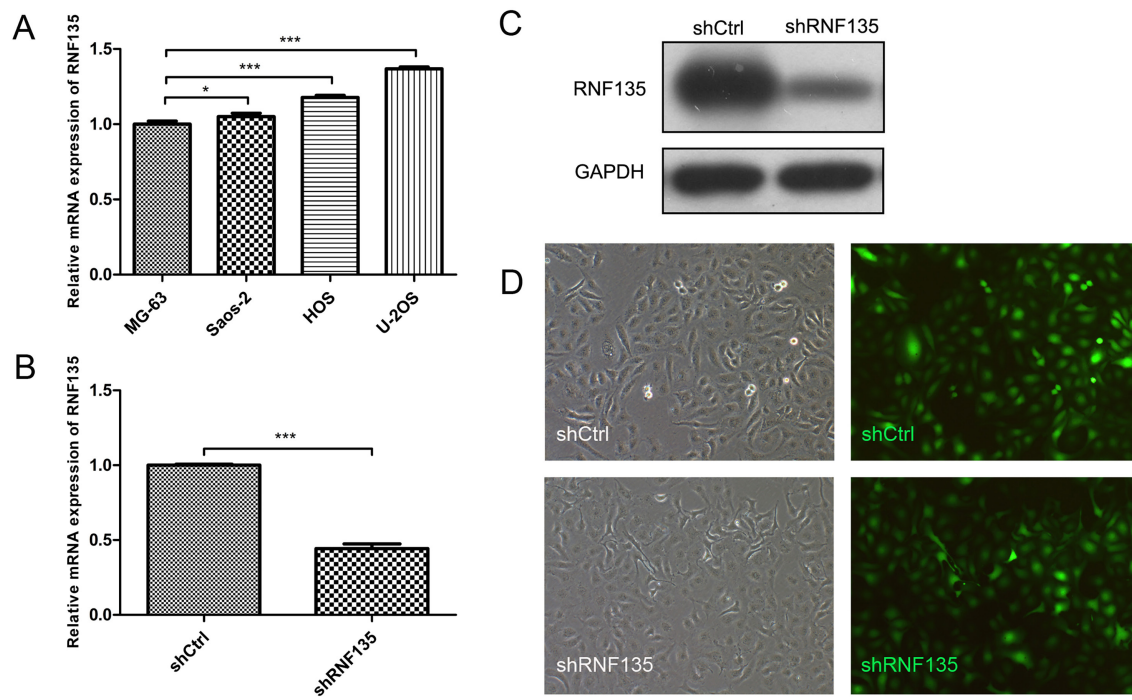 A
Relative mRNA expression of RNF135
1.5
1.0
0.5
0.0
***
***
*
MG-63
Saos-2
HOS
U-2OS
B
Relative mRNA expression of RNF135
1.5
1.0
0.5
0.0
***
shCtrl
shRNF135
C
shCtrl shRNF135
RNF135
GAPDH
D
shCtrl
shCtrl
shRNF135
shRNF135